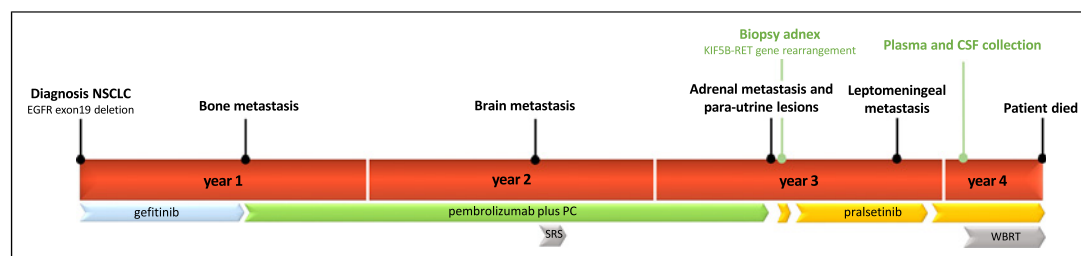 Biopsy adnex
KIF5B-RET gene rearrangement
Plasma and CSF collection
Diagnosis NSCLC
EGFR exon19 deletion
Bone metastasis
Brain metastasis
Adrenal metastasis and
para-utrine lesions
Leptomeningeal
metastasis
Patient died
year 1
year 2
year 3
year 4
gefitinib
pembrolizumab plus PC
pralsetinib
SRS
WBRT